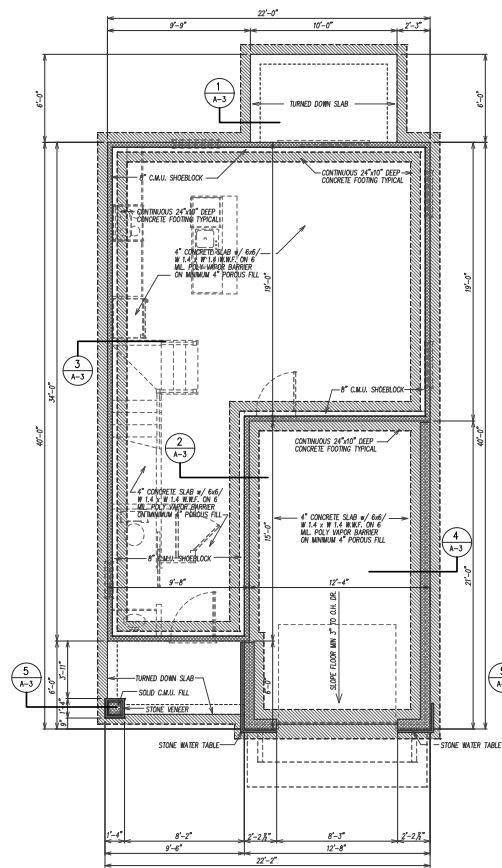 22'-0"
9'-9"
10'-0"
2'-3"
6'-0"
6'-0"
1
A-3
TURNED DOWN SLAB
8" C.M.U. SHOEBLOCK
CONTINUOUS 24"x10" DEEP
CONCRETE FOOTING TYPICAL
CONTINUOUS 24"x10" DEEP
CONCRETE FOOTING TYPICAL
4" CONCRETE SLAB w/ 6x6/
W 1.4 x W 1.4 W.W.F. ON 6
MIL. POLY VAPOR BARRIER
ON MINIMUM 4" POROUS FILL
19'-0"
19'-0"
34'-0"
40'-0"
40'-0"
3
A-3
8" C.M.U. SHOEBLOCK
2
A-3
CONTINUOUS 24"x10" DEEP
CONCRETE FOOTING TYPICAL
4" CONCRETE SLAB w/ 6x6/
W 1.4 x W 1.4 W.W.F. ON 6
MIL. POLY VAPOR BARRIER
ON MINIMUM 4" POROUS FILL
4" CONCRETE SLAB w/ 6x6/
W 1.4 x W 1.4 W.W.F. ON 6
MIL. POLY VAPOR BARRIER
ON MINIMUM 4" POROUS FILL
15'-0"
4
A-3
8" C.M.U. SHOEBLOCK
9'-8"
12'-4"
21'-0"
SLOPE FLOOR MIN 3" TO O.H. DR.
6'-0"
3'-11"
1'-4"
9"
6'-0"
5
A-3
TURNED DOWN SLAB
SOLID C.M.U. FILL
STONE VENEER
STONE WATER TABLE
STONE WATER TABLE
5
1'-4"
8'-2"
2'-2½"
8'-3"
2'-2½"
9'-6"
12'-8"
22'-2"